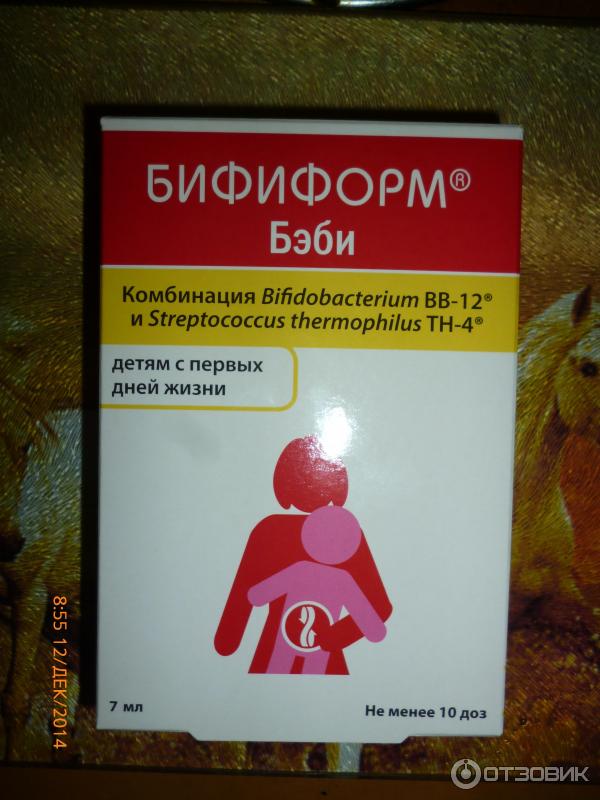 БИФИФОРМ®
Бэби
Комбинация Bifidobacterium BB-12®
и Streptococcus thermophilus TH-4®
детям с первых
дней жизни
7 мл
Не менее 10 доз
8:55 12/ДЕК/2014
ОТЗОВИК